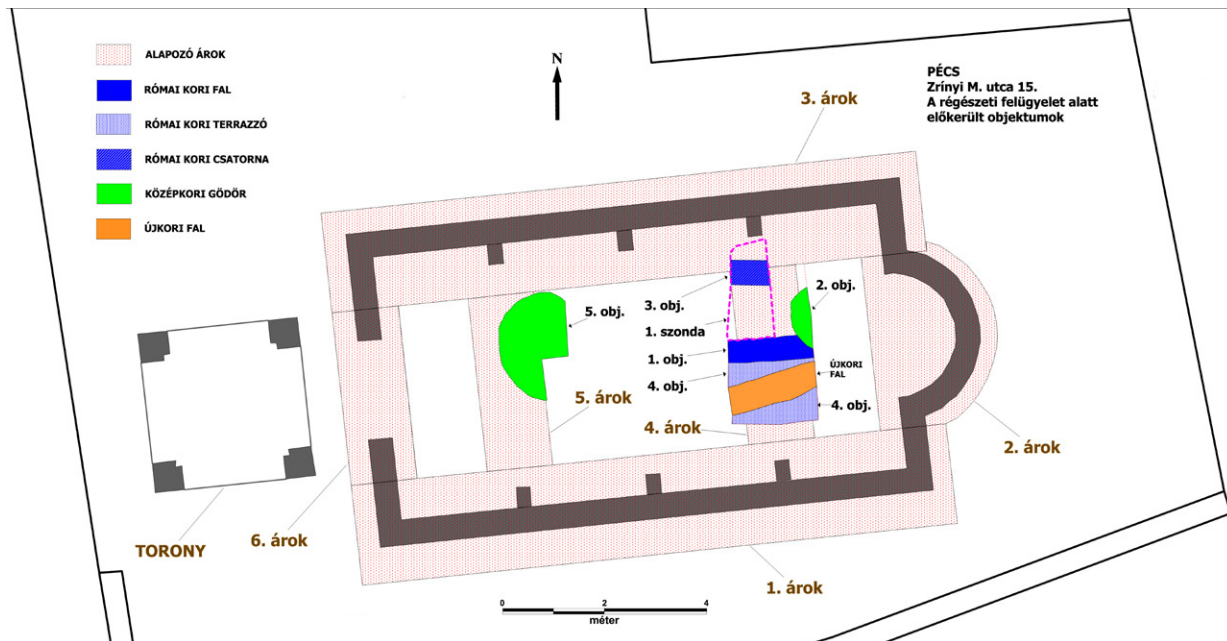 ALAPOZÓ ÁROK
RÓMAI KORI FAL
RÓMAI KORI TERRAZZÓ
RÓMAI KORI CSATORNA
KÖZÉPKORI GÖDÖR
ÚJKORI FAL
N
PÉCS
Zrínyi M. utca 15.
A régészeti felügyelet alatt
előkerült objektumok
3. árok
2. obj.
3. obj.
5. obj.
1. szonda
1. obj.
ÚJKORI
FAL
4. obj.
5. árok
4. obj.
4. árok
2. árok
6. árok
TORONY
1. árok
0 2 4
méter